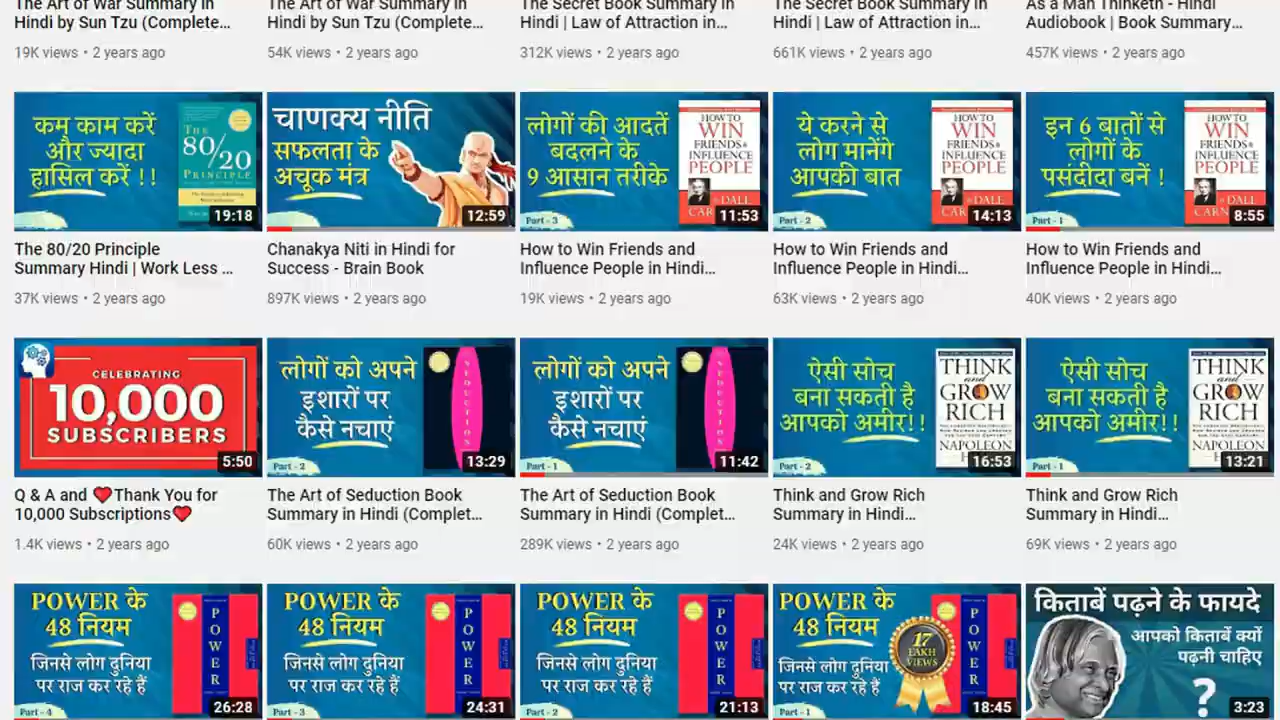 The Art of War Summary in
Hindi by Sun Tzu (Complete...
19K views • 2 years ago
The Art of War Summary in
Hindi by Sun Tzu (Complete...
54K views • 2 years ago
The Secret Book Summary in
Hindi | Law of Attraction in...
312K views • 2 years ago
The Secret Book Summary in
Hindi | Law of Attraction in...
661K views • 2 years ago
As a Man Thinketh - Hindi
Audiobook | Book Summary...
457K views • 2 years ago
कम काम करें
और ज्यादा
हासिल करें !!
THE
80/20
PRINCIPLE
19:18
The 80/20 Principle
Summary Hindi | Work Less ...
37K views • 2 years ago
चाणक्य नीति
सफलता के
अचूक मंत्र
12:59
Chanakya Niti in Hindi for
Success - Brain Book
897K views • 2 years ago
लोगों की आदतें
बदलने के
9 आसान तरीके
Part - 3
HOW TO
WIN
FRIENDS &
INFLUENCE
PEOPLE
DALE
CAR
11:53
How to Win Friends and
Influence People in Hindi...
19K views • 2 years ago
ये करने से
लोग मानेंगे
आपकी बात
Part - 2
HOW TO
WIN
FRIENDS &
INFLUENCE
PEOPLE
DALE
CAR
14:13
How to Win Friends and
Influence People in Hindi...
63K views • 2 years ago
इन 6 बातों से
लोगों के
पसंदीदा बनें !
Part - 1
HOW TO
WIN
FRIENDS &
INFLUENCE
PEOPLE
DALE
CARN
8:55
How to Win Friends and
Influence People in Hindi...
40K views • 2 years ago
CELEBRATING
10,000
SUBSCRIBERS
5:50
Q & A and ❤️Thank You for
10,000 Subscriptions❤️
1.4K views • 2 years ago
लोगों को अपने
इशारों पर
कैसे नचाएं
Part - 2
SEDUCTION
13:29
The Art of Seduction Book
Summary in Hindi (Complet...
60K views • 2 years ago
लोगों को अपने
इशारों पर
कैसे नचाएं
Part - 1
SEDUCTION
11:42
The Art of Seduction Book
Summary in Hindi (Complet...
289K views • 2 years ago
ऐसी सोच
बना सकती है
आपको अमीर!!
Part - 2
THINK
and
GROW
RICH
NAPOLEON
16:53
Think and Grow Rich
Summary in Hindi...
24K views • 2 years ago
ऐसी सोच
बना सकती है
आपको अमीर!!
Part - 1
THINK
and
GROW
RICH
NAPOLEON
13:21
Think and Grow Rich
Summary in Hindi...
69K views • 2 years ago
POWER के
48 नियम
जिनसे लोग दुनिया
पर राज कर रहे हैं
Part - 4
POWER
26:28
POWER के
48 नियम
जिनसे लोग दुनिया
पर राज कर रहे हैं
Part - 3
POWER
24:31
POWER के
48 नियम
जिनसे लोग दुनिया
पर राज कर रहे हैं
Part - 2
POWER
21:13
POWER के
48 नियम
जिनसे लोग दुनिया
पर राज कर रहे हैं
Part - 1
17
LAKH
VIEWS
POWER
18:45
किताबें पढ़ने के फायदे
आपको किताबें क्यों
पढ़नी चाहिए
?
3:23